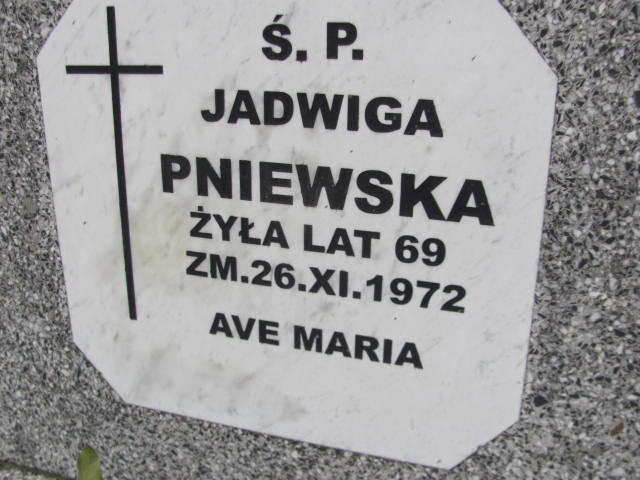 Ś. P.
JADWIGA
PNIEWSKA
ŻYŁA LAT 69
ZM.26.XI.1972
AVE MARIA